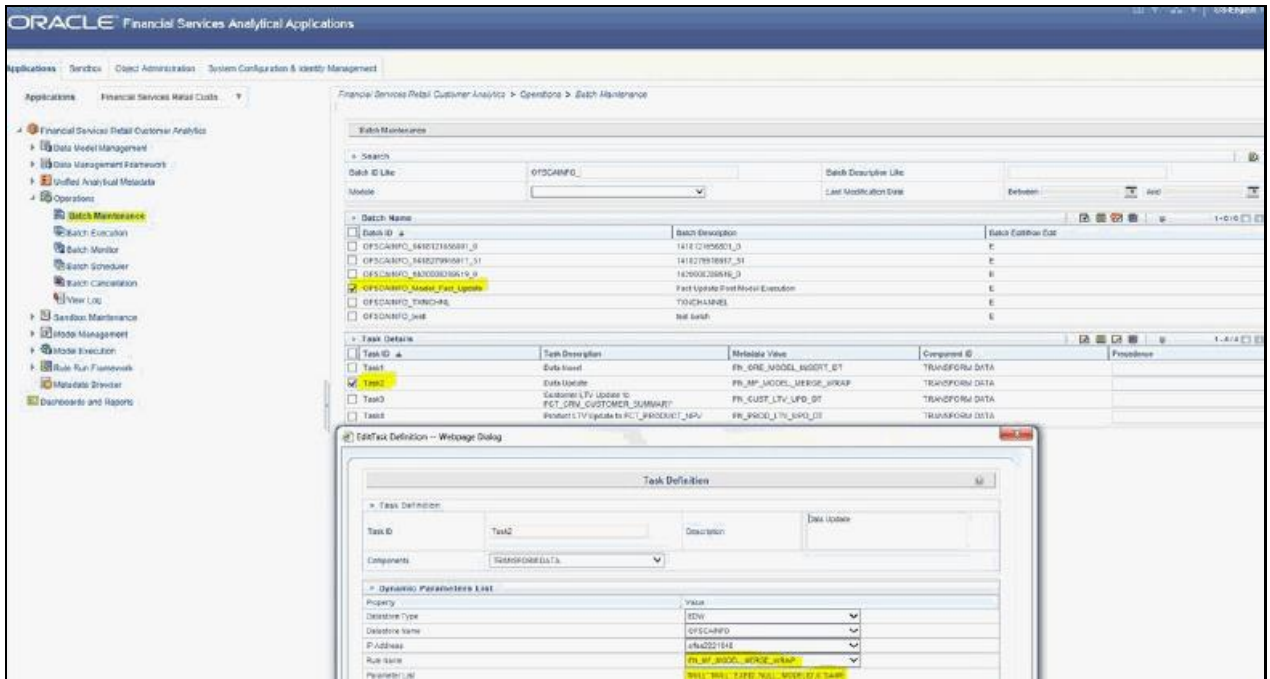 ORACLE Financial Services Analytical Applications
US-English
Applications Sandbox Object Administration System Configuration & Identity Management
Applications Financial Services Retail Custo
Financial Services Retail Customer Analytics > Operations > Batch Maintenance
Financial Services Retail Customer Analytics
Data Model Management
Data Management Framework
Unified Analytical Metadata
Operations
Batch Maintenance
Batch Execution
Batch Monitor
Batch Scheduler
Batch Cancellation
View Log
Sandbox Maintenance
Model Management
Model Execution
Rule Run Framework
Metadata Browser
Dashboards and Reports
Batch Maintenance
Search
Batch ID Like OFSCAINFO_ Batch Description Like
Module Last Modification Date Between And
Batch Name
Batch ID Batch Description Batch Edit
OFSCAINFO_Model_Fact_Update Fact Update Post Model Execution E
OFSCAINFO_TXNCHNL TXNCHANNEL E
OFSCAINFO_test test batch E
Task Details
Task ID Task Description Metadata Value Component ID Precedence
Task1 Data Insert FN_ORE_MODEL_INSERT_DT TRANSFORM DATA
Task2 Data Update FN_MF_MODEL_MERGE_WRAP TRANSFORM DATA
Task3 Customer LTV Update to FCT_CRM_CUSTOMER_SUMMARY FN_CUST_LTV_UPD_DT TRANSFORM DATA
Task4 Product LTV Update to FCT_PRODUCT_NPV FN_PROD_LTV_UPD_DT TRANSFORM DATA
EditTask Definition -- Webpage Dialog
Task Definition
Task Definition
Task ID Task2 Description Data Update
Components TRANSFORM DATA
Dynamic Parameters List
Property Value
Datastore Type EDW
Datastore Name OFSCAINFO
IP Address
Rule Name FN_MF_MODEL_MERGE_WRAP
Parameter List